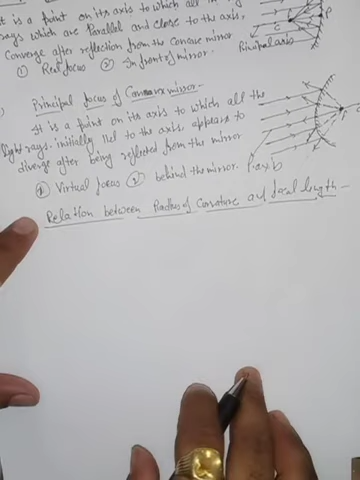 It is a point on its axis to which all
rays which are Parallel and close to the axis,
Converge after reflection from the Concave mirror.
① Real focus ② In front of mirror.
C
P
Principal axis
Principal focus of Convex mirror.
It is a point on its axis to which all the
light rays initially llel to the axis, appears to
diverge after being reflected from the mirror
① Virtual focus ② behind the mirror.
P. axis
F
Relation between Radius of Curvature and focal length -